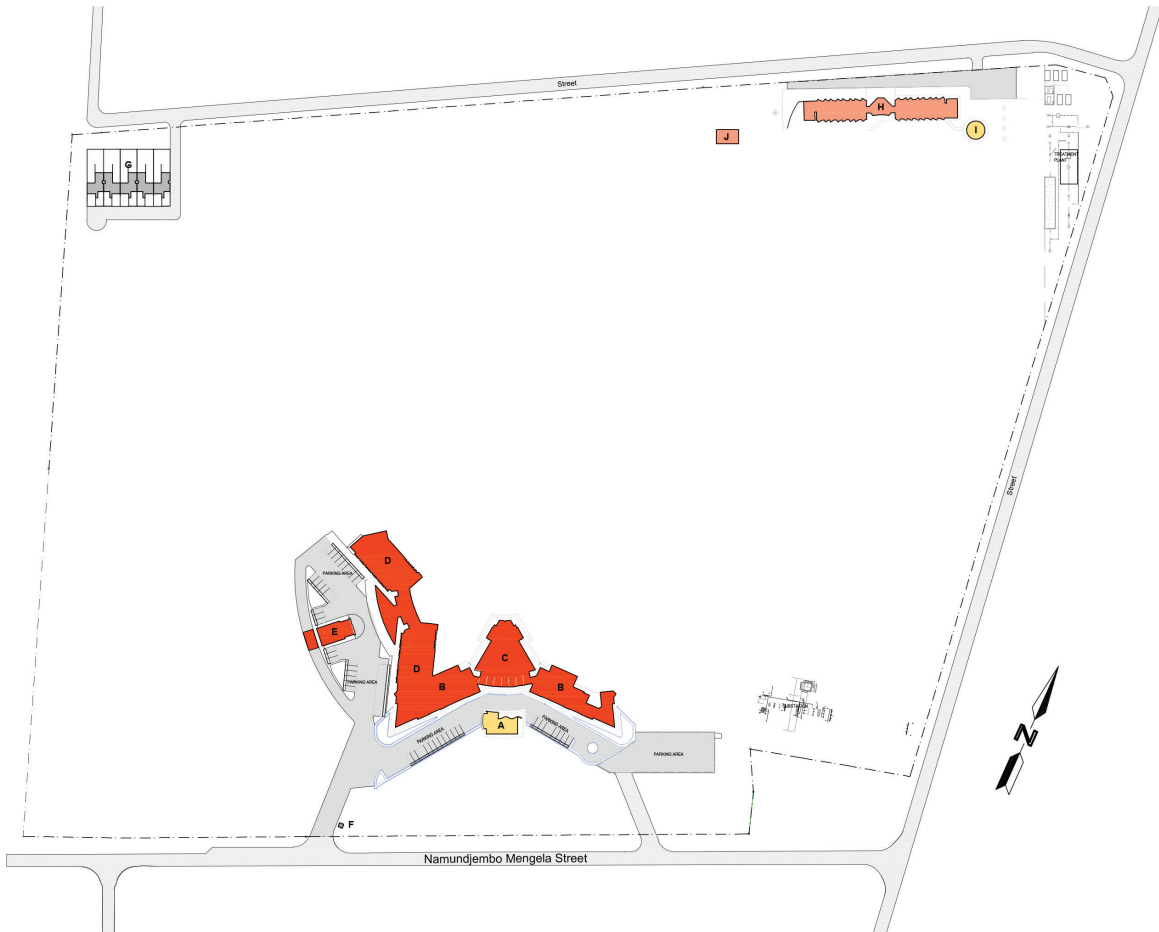 Street
H
I
J
G
TREATMENT
PLANT
Street
D
PARKING AREA
E
C
D
B
B
PARKING AREA
SUBSTATION
A
PARKING AREA
PARKING AREA
PARKING AREA
F
N
Namundjembo Mengela Street